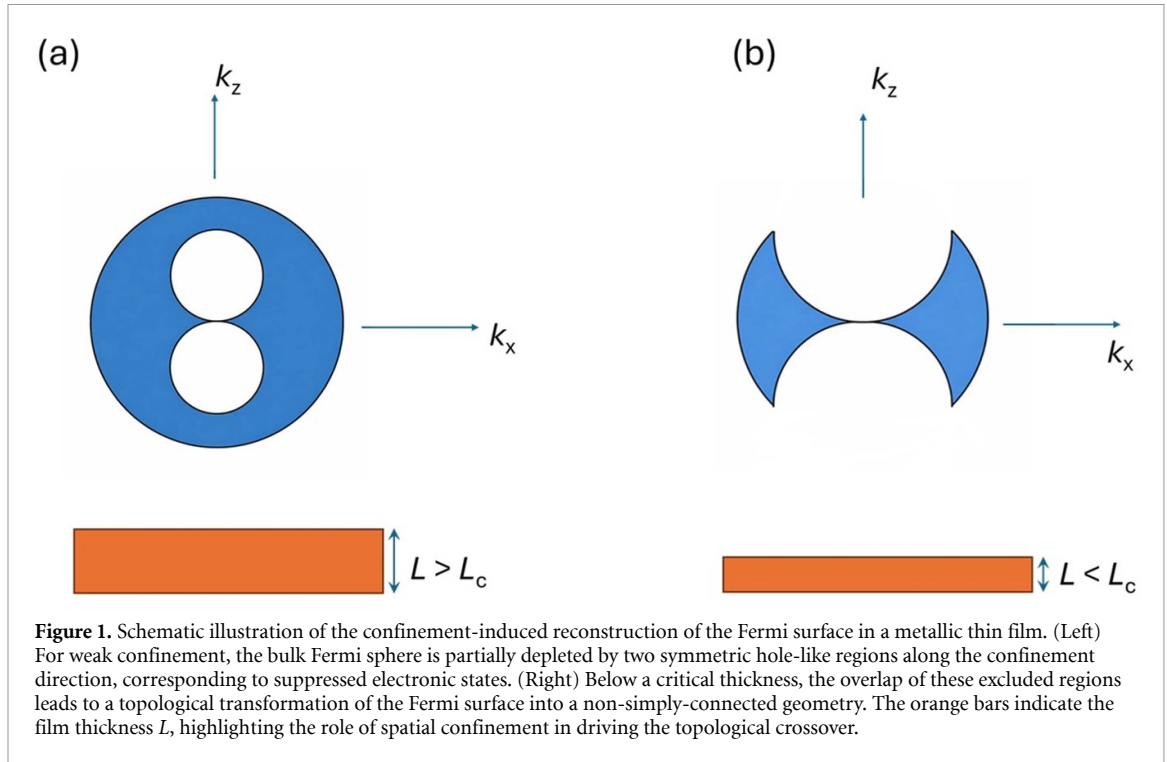 (a)
(b)
kz
kz
kx
kx
L > Lc
L < Lc
Figure 1. Schematic illustration of the confinement-induced reconstruction of the Fermi surface in a metallic thin film. (Left)
For weak confinement, the bulk Fermi sphere is partially depleted by two symmetric hole-like regions along the confinement
direction, corresponding to suppressed electronic states. (Right) Below a critical thickness, the overlap of these excluded regions
leads to a topological transformation of the Fermi surface into a non-simply-connected geometry. The orange bars indicate the
film thickness L, highlighting the role of spatial confinement in driving the topological crossover.